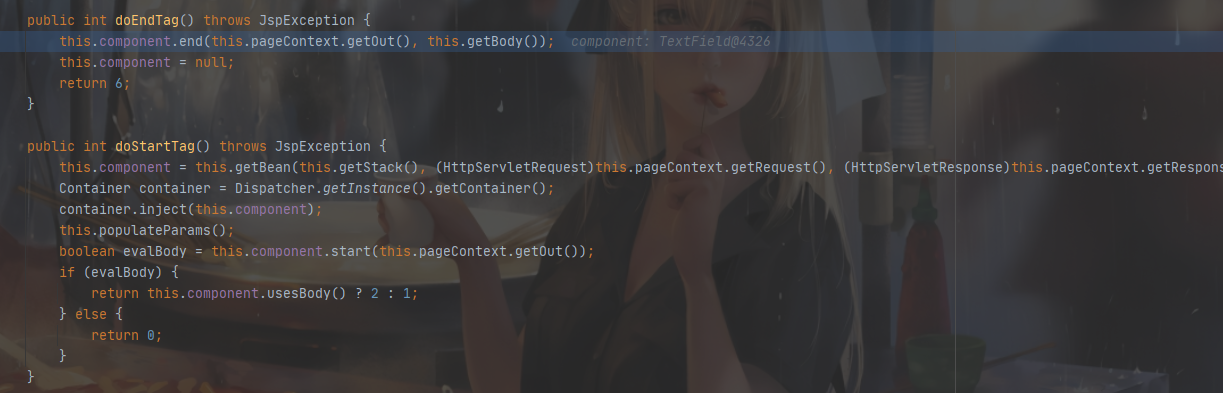 public int doEndTag() throws JspException {
    this.component.end(this.pageContext.getOut(), this.getBody());  component: TextField@4326
    this.component = null;
    return 6;
}
public int doStartTag() throws JspException {
    this.component = this.getBean(this.getStack(), (HttpServletRequest)this.pageContext.getRequest(), (HttpServletResponse)this.pageContext.getRespons
    Container container = Dispatcher.getInstance().getContainer();
    container.inject(this.component);
    this.populateParams();
    boolean evalBody = this.component.start(this.pageContext.getOut());
    if (evalBody) {
        return this.component.usesBody() ? 2 : 1;
    } else {
        return 0;
    }
}